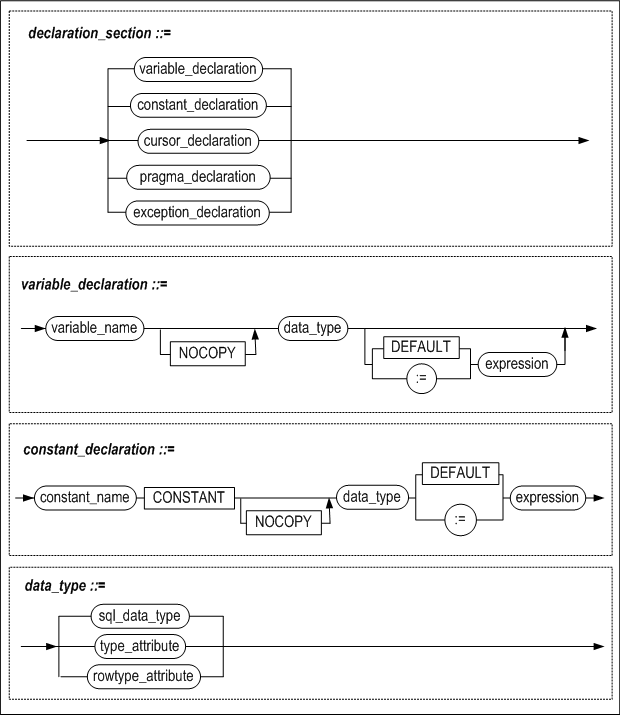 declaration_section ::=
variable_declaration
constant_declaration
cursor_declaration
pragma_declaration
exception_declaration
variable_declaration ::=
variable_name
NOCOPY
data_type
DEFAULT
:=
expression
constant_declaration ::=
constant_name
CONSTANT
NOCOPY
data_type
DEFAULT
:=
expression
data_type ::=
sql_data_type
type_attribute
rowtype_attribute